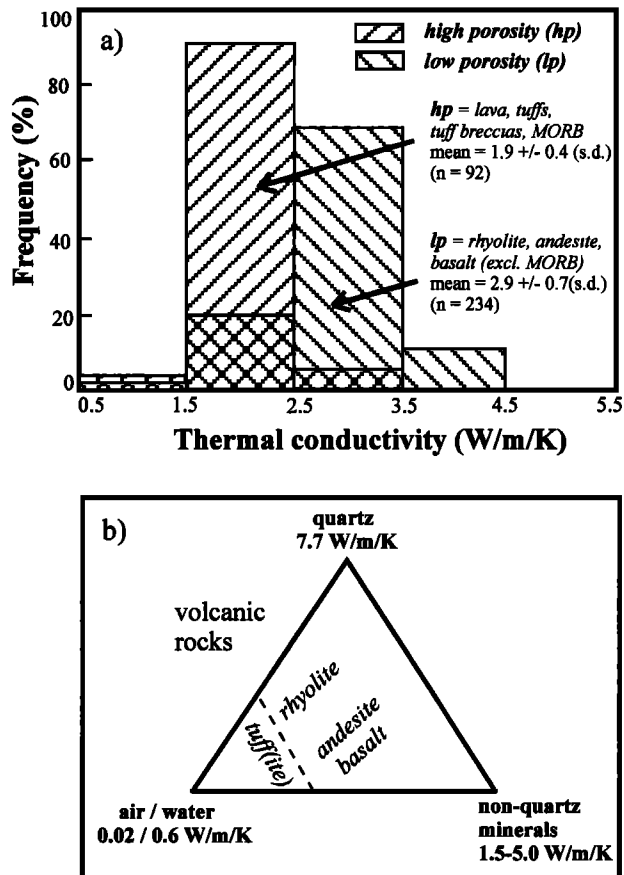 a)
high porosity (hp)
low porosity (lp)
hp = lava, tuffs,
tuff breccias, MORB
mean = 1.9 +/- 0.4 (s.d.)
(n = 92)
lp = rhyolite, andesite,
basalt (excl. MORB)
mean = 2.9 +/- 0.7(s.d.)
(n = 234)
Frequency (%)
100
80
60
40
20
0
0.5 1.5 2.5 3.5 4.5 5.5
Thermal conductivity (W/m/K)
b)
quartz
7.7 W/m/K
volcanic
rocks
rhyolite
tuff(ite)
andesite
basalt
air / water
0.02 / 0.6 W/m/K
non-quartz
minerals
1.5-5.0 W/m/K